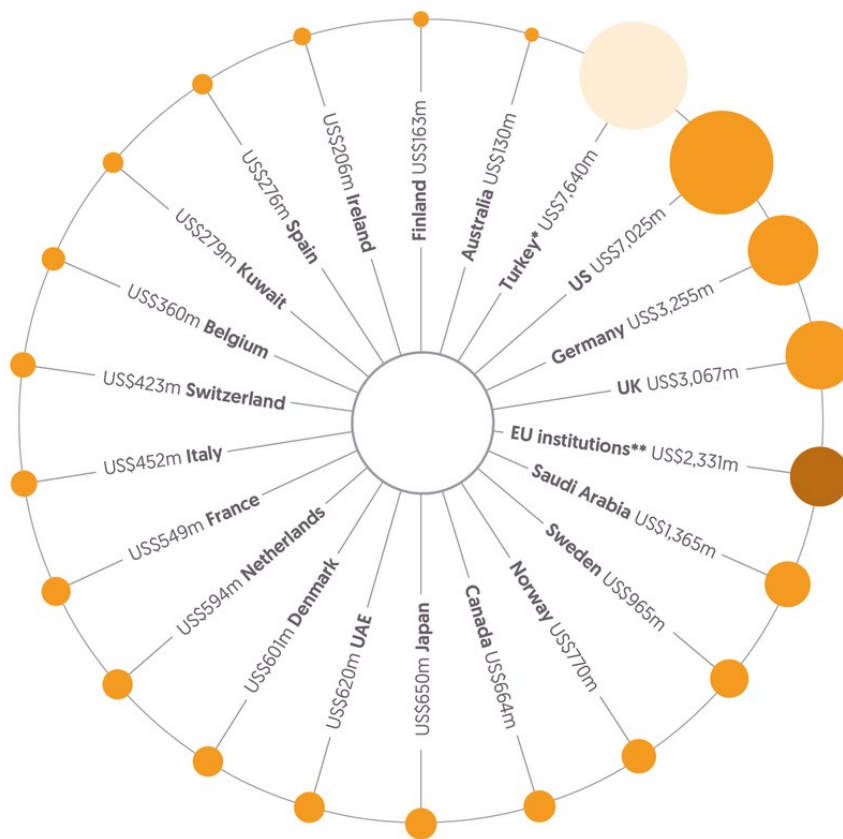 Turkey* US$7,640m
US US$7,025m
Germany US$3,255m
UK US$3,067m
EU institutions** US$2,331m
Saudi Arabia US$1,365m
Sweden US$965m
Norway US$770m
Canada US$664m
US$650m Japan
US$620m UAE
US$601m Denmark
US$594m Netherlands
US$549m France
US$452m Italy
US$423m Switzerland
US$360m Belgium
US$279m Kuwait
US$276m Spain
US$206m Ireland
Finland US$163m
Australia US$130m